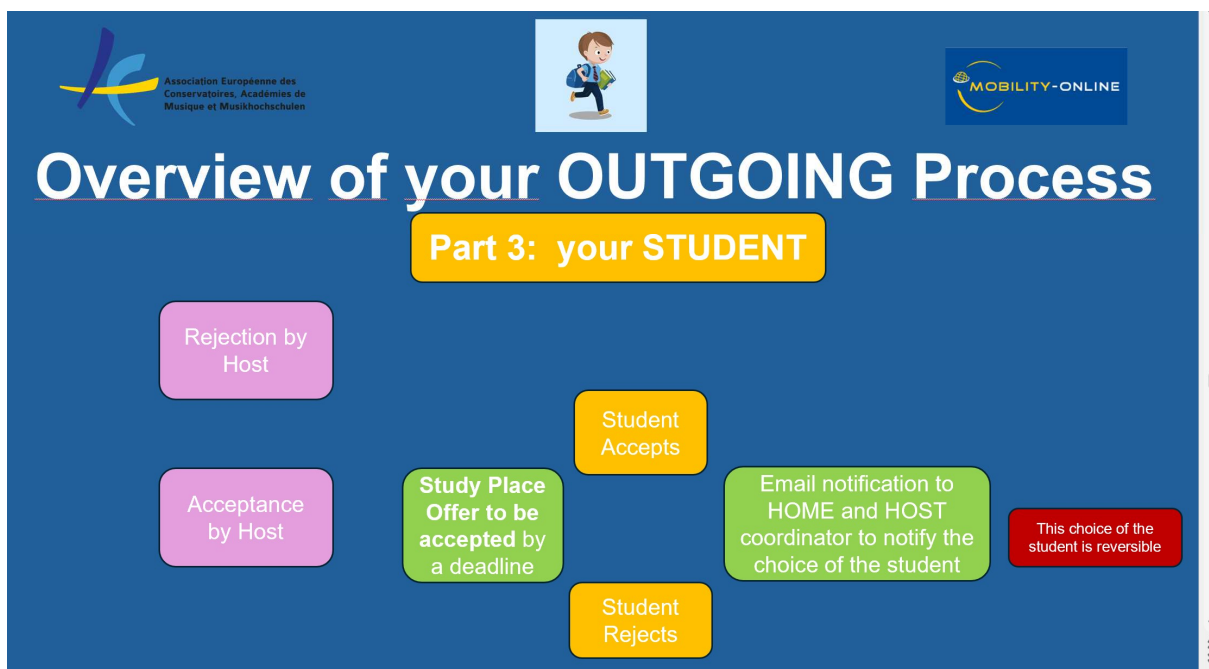 Association Européenne des
Conservatoires, Académies de
Musique et Musikhochschulen
MOBILITY-ONLINE
Overview of your OUTGOING Process
Part 3: your STUDENT
Rejection by
Host
Student
Accepts
Acceptance
by Host
Study Place
Offer to be
accepted by
a deadline
Email notification to
HOME and HOST
coordinator to notify the
choice of the student
This choice of the
student is reversible
Student
Rejects